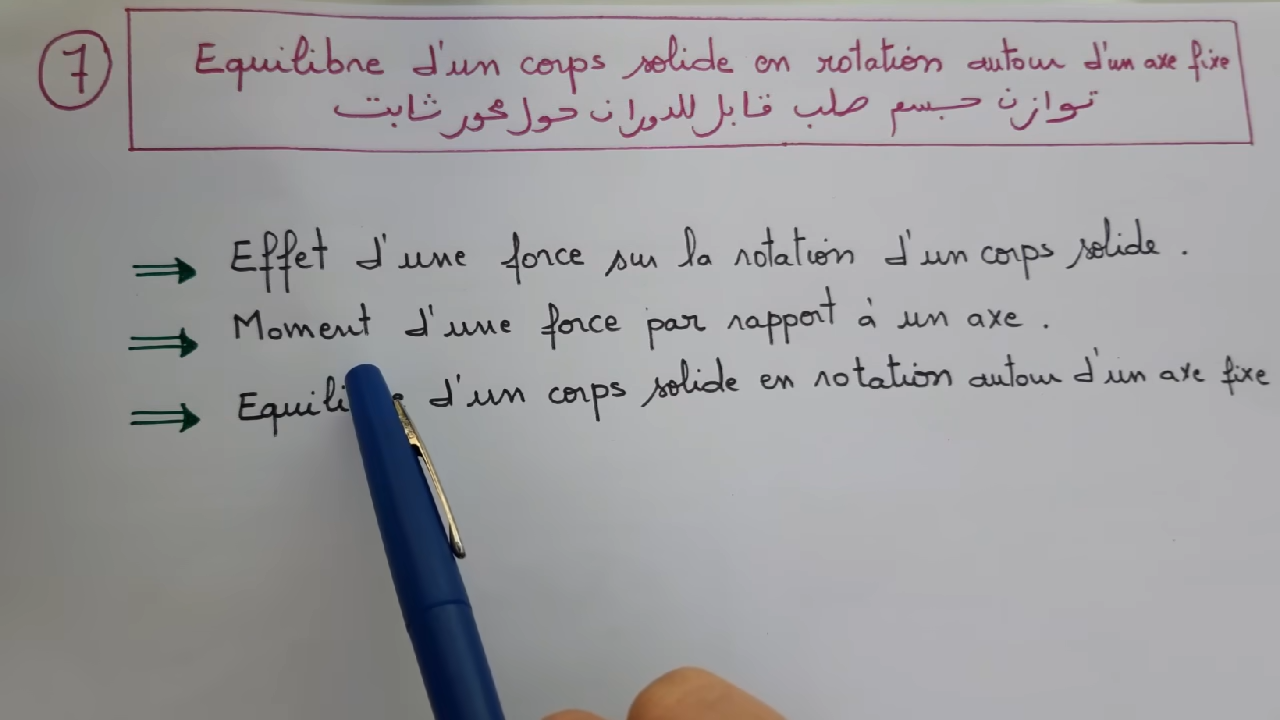 7
Equilibre d'un corps solide en rotation autour d'un axe fixe
توازن جسم صلب قابل للدوران حول محور ثابت
⇒ Effet d'une force sur la rotation d'un corps solide.
⇒ Moment d'une force par rapport à un axe.
⇒ d'un corps solide en rotation autour d'un axe fixe